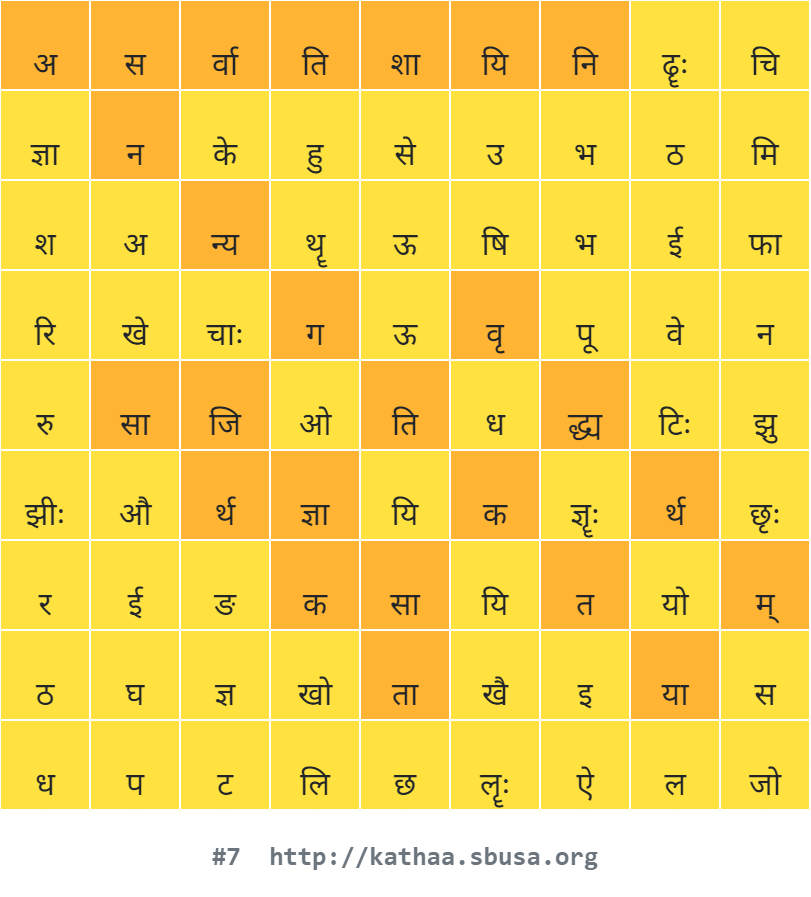 अ स र्वा ति शा यि नि ढॄः चि
ज्ञा न के हु से उ भ ठ मि
श अ न्य थॄ ऊ षि भ ई फा
रि खे चाः ग ऊ वृ पू वे न
रु सा जि ओ ति ध द्ध्य टिः झु
झीः औ र्थ ज्ञा यि क ज्ञॄः र्थ छृः
र ई ङ क सा यि त यो म्
ठ घ ज्ञ खो ता खै इ या स
ध प ट लि छ लॄः ऐ ल जो
#7 http://kathaa.sbusa.org